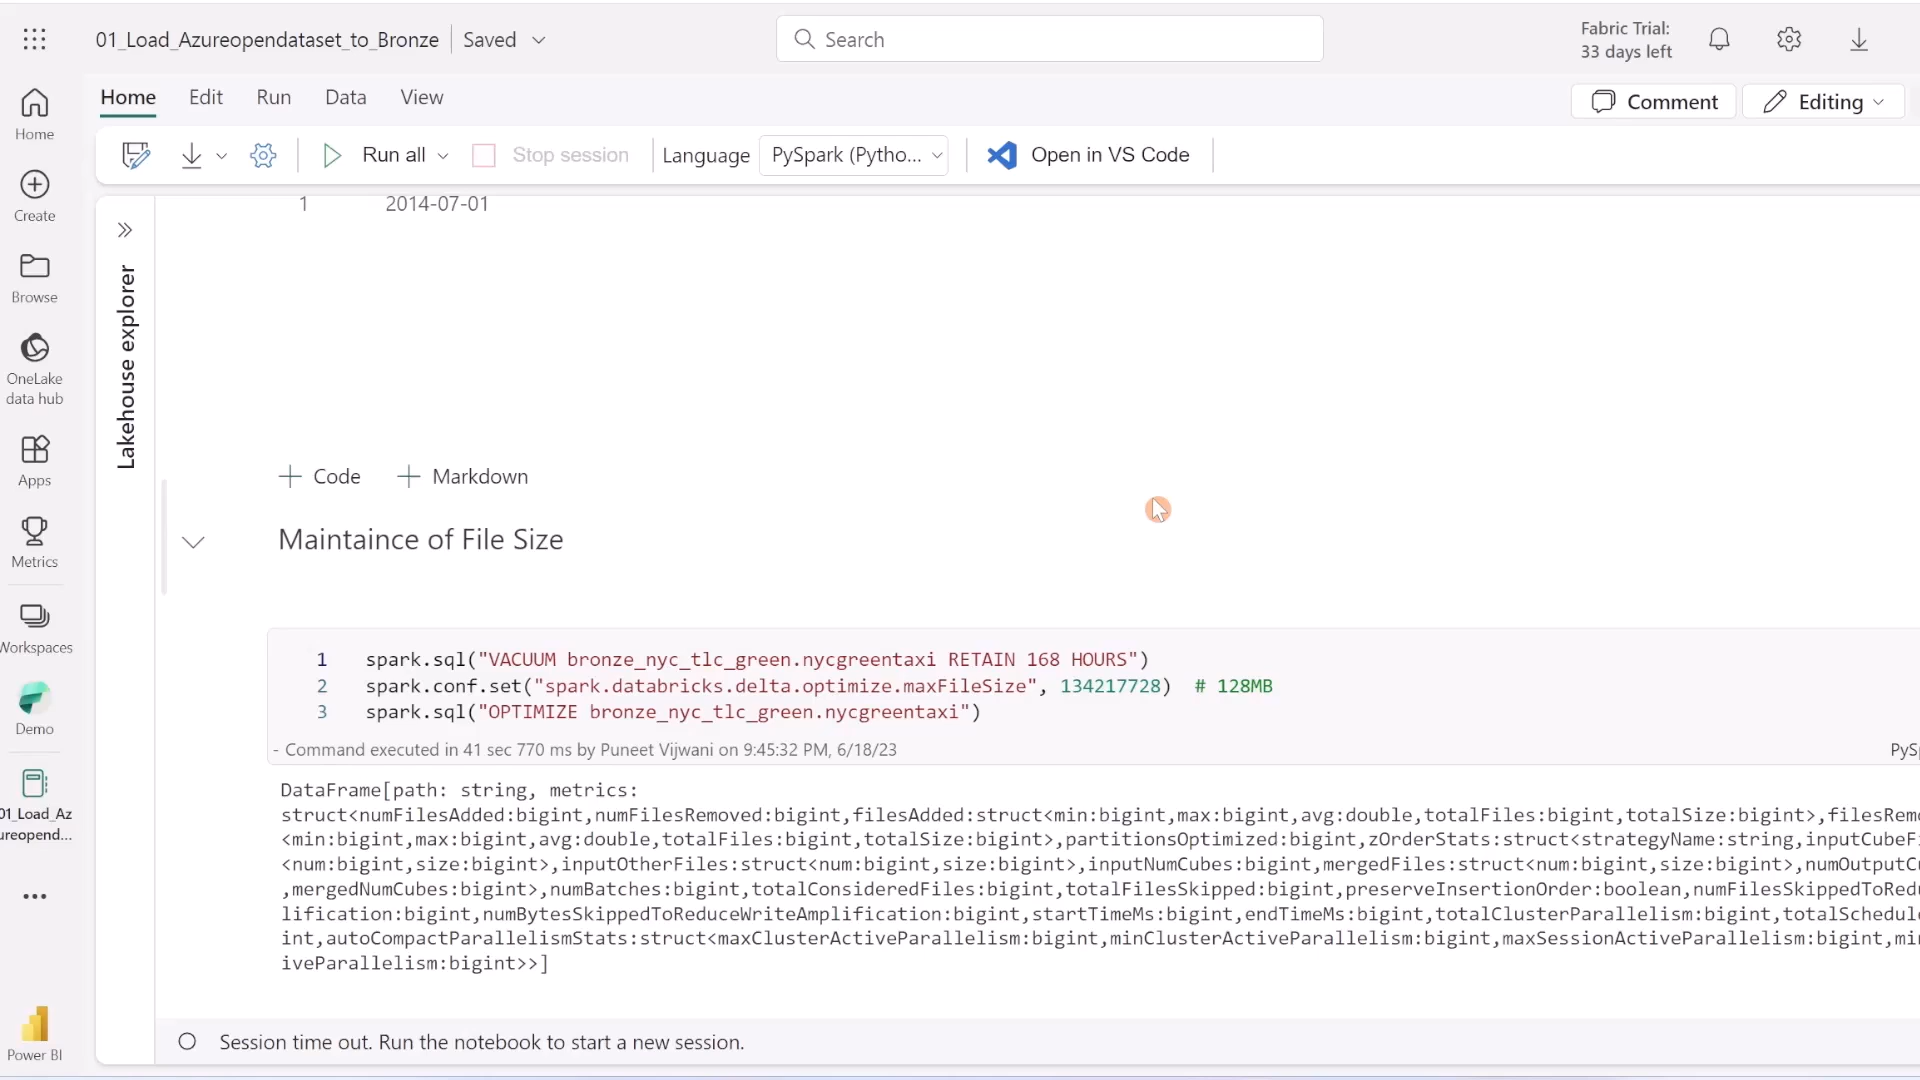 01_Load_Azureopendataset_to_Bronze
Saved
Search
Fabric Trial:
33 days left
Home
Edit
Run
Data
View
Comment
Editing
Run all
Stop session
Language
PySpark (Pytho...
Open in VS Code
Home
Create
Browse
OneLake
data hub
Apps
Metrics
Workspaces
Demo
01_Load_Az
ureopend...
Power BI
Lakehouse explorer
1 2014-07-01
Code
Markdown
Maintaince of File Size
1 spark.sql("VACUUM bronze_nyc_tlc_green.nycgreentaxi RETAIN 168 HOURS")
2 spark.conf.set("spark.databricks.delta.optimize.maxFileSize", 134217728) # 128MB
3 spark.sql("OPTIMIZE bronze_nyc_tlc_green.nycgreentaxi")
- Command executed in 41 sec 770 ms by Puneet Vijwani on 9:45:32 PM, 6/18/23
PySp
DataFrame[path: string, metrics:
struct<numFilesAdded:bigint,numFilesRemoved:bigint,filesAdded:struct<min:bigint,max:bigint,avg:double,totalFiles:bigint,totalSize:bigint>,filesRemo
<min:bigint,max:bigint,avg:double,totalFiles:bigint,totalSize:bigint>,partitionsOptimized:bigint,zOrderStats:struct<strategyName:string,inputCubeFi
<num:bigint,size:bigint>,inputOtherFiles:struct<num:bigint,size:bigint>,inputNumCubes:bigint,mergedFiles:struct<num:bigint,size:bigint>,numOutputCu
,mergedNumCubes:bigint>,numBatches:bigint,totalConsideredFiles:bigint,totalFilesSkipped:bigint,preserveInsertionOrder:boolean,numFilesSkippedToRedu
lification:bigint,numBytesSkippedToReduceWriteAmplification:bigint,startTimeMs:bigint,endTimeMs:bigint,totalClusterParallelism:bigint,totalSchedule
int,autoCompactParallelismStats:struct<maxClusterActiveParallelism:bigint,minClusterActiveParallelism:bigint,maxSessionActiveParallelism:bigint,min
iveParallelism:bigint>>]
Session time out. Run the notebook to start a new session.